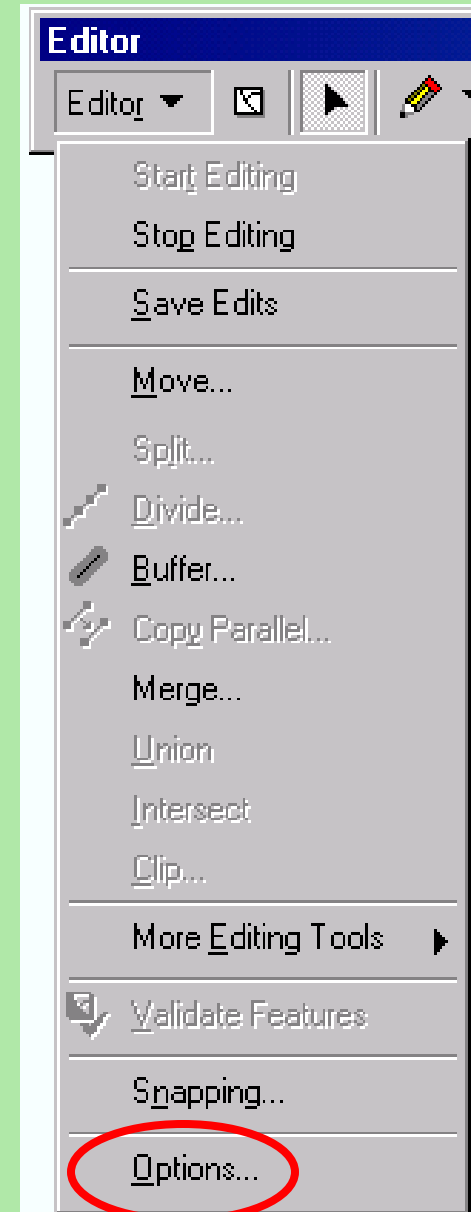 Editor
Editor
Start Editing
Stop Editing
Save Edits
Move...
Split...
Divide...
Buffer...
Copy Parallel...
Merge...
Union
Intersect
Clip...
More Editing Tools
Validate Features
Snapping...
Options...